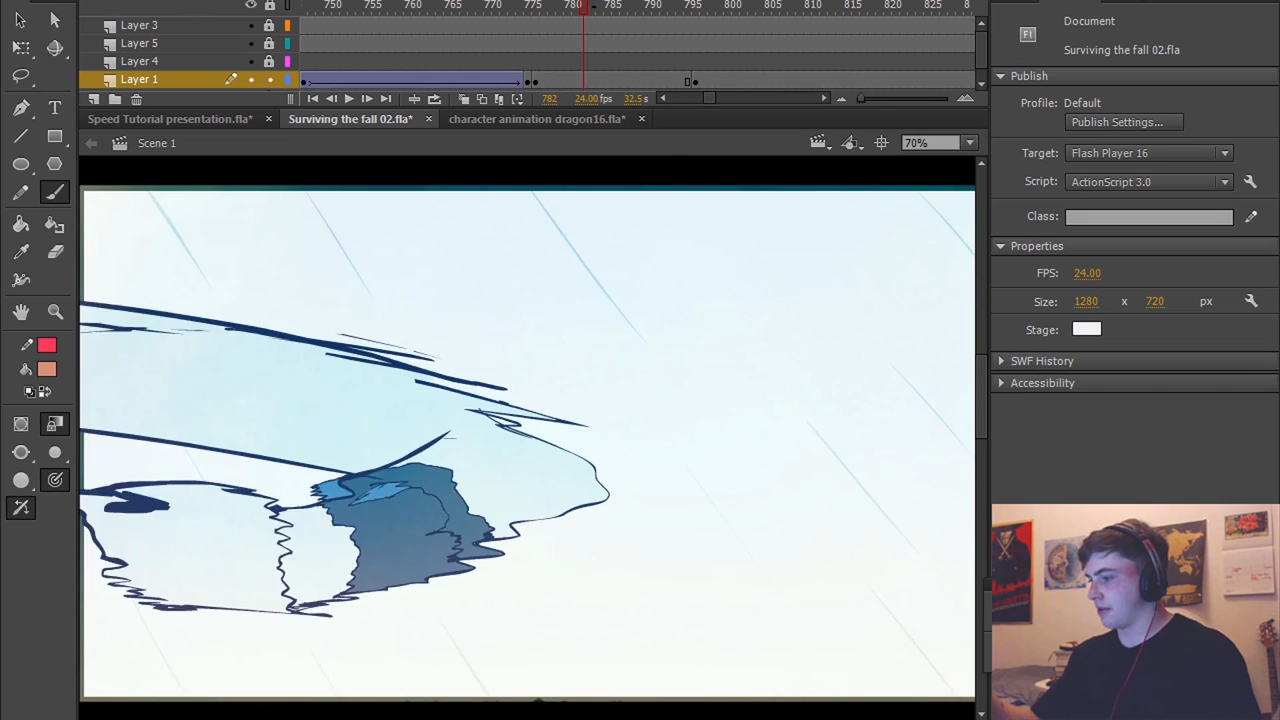 750 755 760 765 770 775 780 785 790 795 800 805 810 815 820 825 8
Layer 3
Layer 5
Layer 4
Layer 1
782 24.00 fps 32.5 s
Speed Tutorial presentation.fla* × Surviving the fall 02.fla* × character animation dragon16.fla* ×
Scene 1
70%
T
Document
Fl
Surviving the fall 02.fla
Publish
Profile: Default
Publish Settings...
Target: Flash Player 16
Script: ActionScript 3.0
Class:
Properties
FPS: 24.00
Size: 1280 x 720 px
Stage:
SWF History
Accessibility